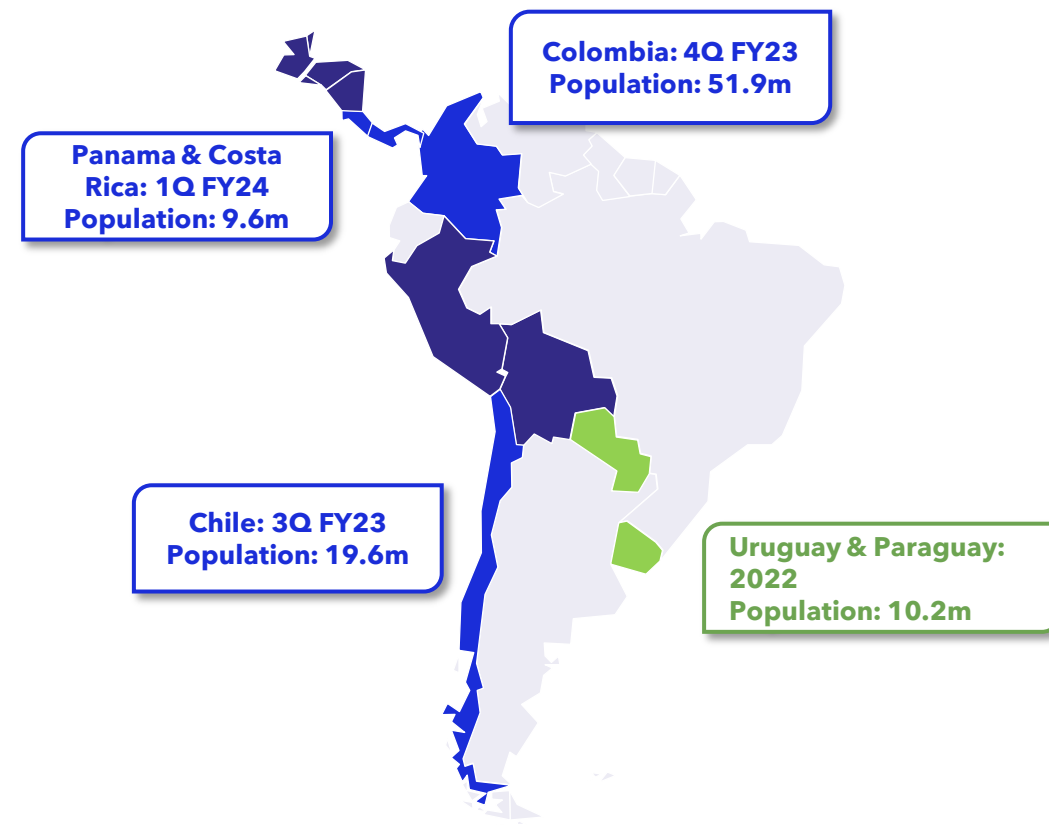 Colombia: 4Q FY23
Population: 51.9m
Panama & Costa
Rica: 1Q FY24
Population: 9.6m
Chile: 3Q FY23
Population: 19.6m
Uruguay & Paraguay:
2022
Population: 10.2m